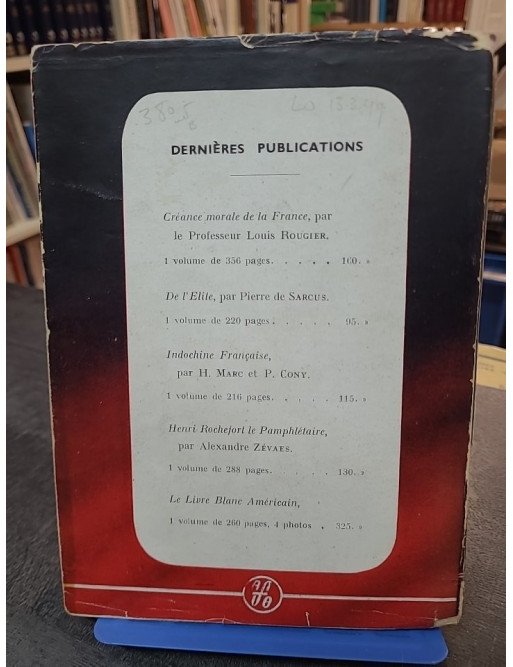 DERNIÈRES PUBLICATIONS
Créance morale de la France, par
le Professeur Louis ROUGIER.
1 volume de 356 pages. . . . . 160. »
De l'Elite, par Pierre de SARCUS.
1 volume de 220 pages. . . . . 95. »
Indochine Française,
par H. MARC et P. CONY.
1 volume de 216 pages. . . . . 115. »
Henri Rochefort le Pamphlétaire,
par Alexandre ZÉVAES.
1 volume de 288 pages. . . . . 130. »
Le Livre Blanc Américain,
1 volume de 260 pages, 4 photos . 325. »